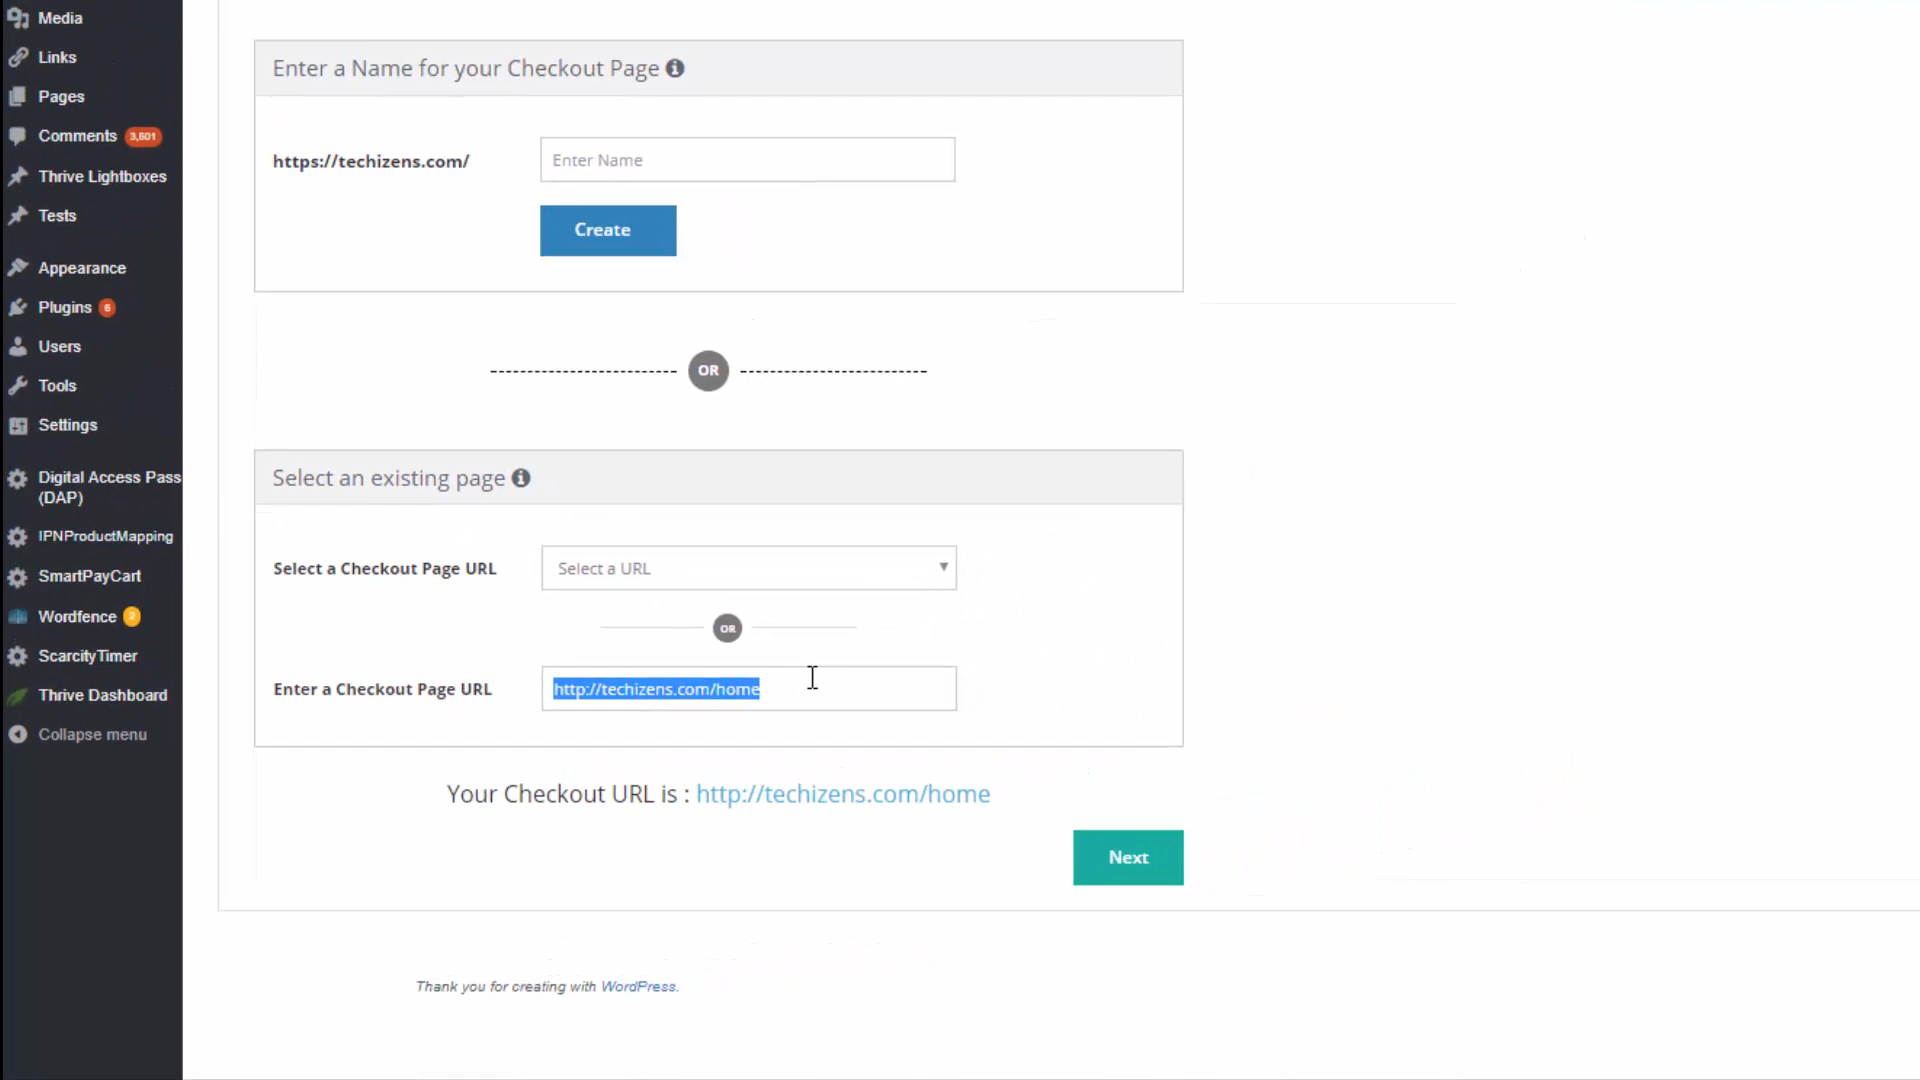 Media
Links
Pages
Comments 3,601
Thrive Lightboxes
Tests
Appearance
Plugins 6
Users
Tools
Settings
Digital Access Pass
(DAP)
IPNProductMapping
SmartPayCart
Wordfence 2
ScarcityTimer
Thrive Dashboard
Collapse menu
Enter a Name for your Checkout Page
https://techizens.com/ Enter Name
Create
OR
Select an existing page
Select a Checkout Page URL Select a URL
OR
Enter a Checkout Page URL http://techizens.com/home
Your Checkout URL is : http://techizens.com/home
Next
Thank you for creating with WordPress.